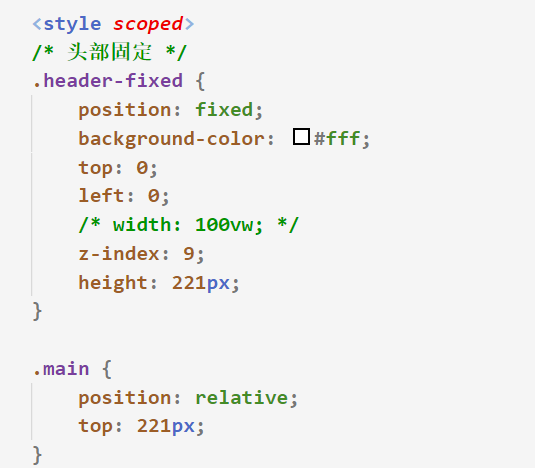 <style scoped>
/* 头部固定 */
.header-fixed {
    position: fixed;
    background-color: #fff;
    top: 0;
    left: 0;
    /* width: 100vw; */
    z-index: 9;
    height: 221px;
}

.main {
    position: relative;
    top: 221px;
}